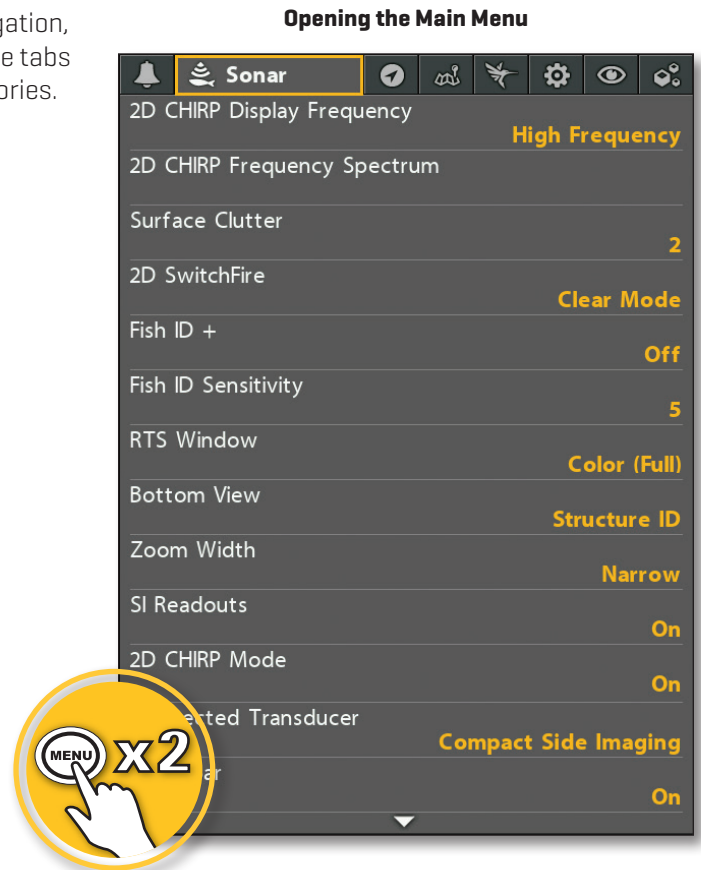 gation,
e tabs
ories.
Opening the Main Menu
Sonar
2D CHIRP Display Frequency
High Frequency
2D CHIRP Frequency Spectrum
Surface Clutter
2
2D SwitchFire
Clear Mode
Fish ID +
Off
Fish ID Sensitivity
5
RTS Window
Color (Full)
Bottom View
Structure ID
Zoom Width
Narrow
SI Readouts
On
2D CHIRP Mode
On
ected Transducer
Compact Side Imaging
ar
On
MENU x2